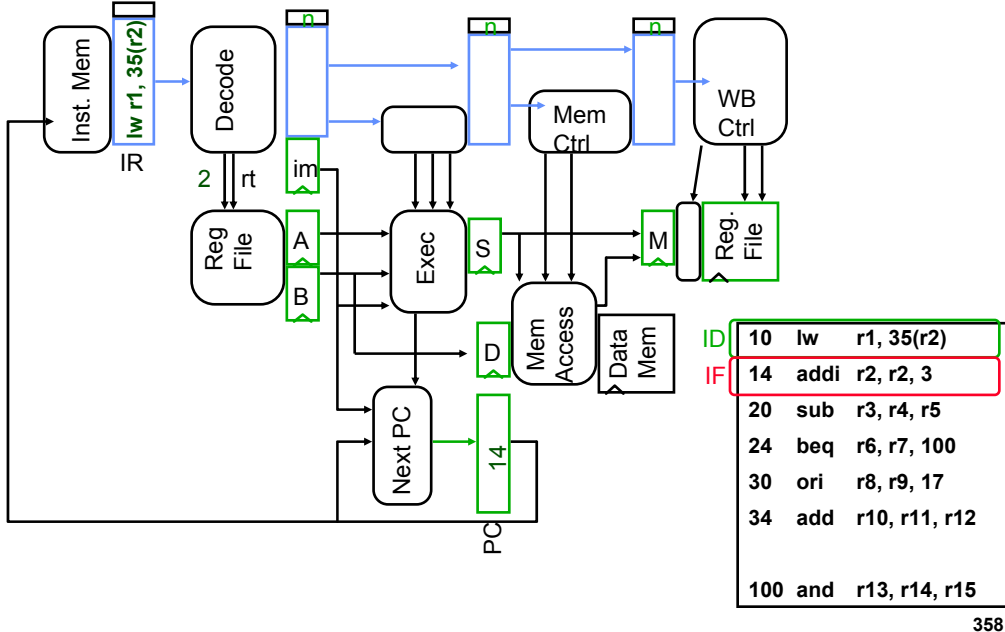 n
n
n
Inst. Mem
lw r1, 35(r2)
IR
Decode
Mem
Ctrl
WB
Ctrl
2
rt
im
Reg
File
A
B
Exec
S
M
Reg.
File
D
Mem
Access
Data
Mem
Next PC
14
PC
ID
10 lw r1, 35(r2)
IF
14 addi r2, r2, 3
20 sub r3, r4, r5
24 beq r6, r7, 100
30 ori r8, r9, 17
34 add r10, r11, r12
100 and r13, r14, r15
358